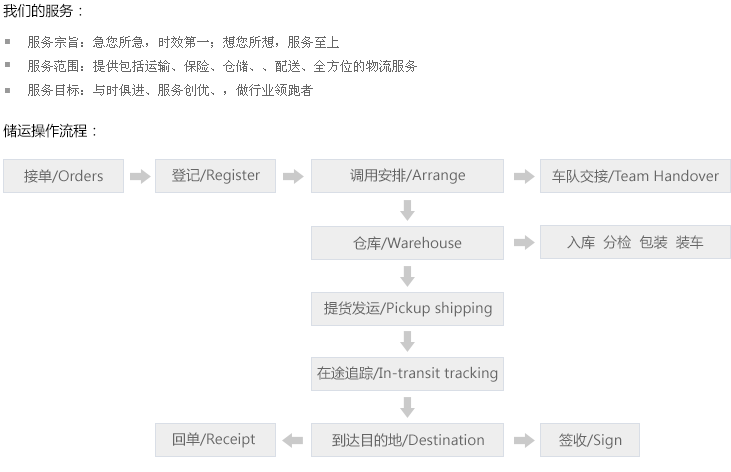 我们的服务：
服务宗旨：急您所急，时效第一；想您所想，服务至上
服务范围：提供包括运输、保险、仓储、、配送、全方位的物流服务
服务目标：与时俱进、服务创优、，做行业领跑者
储运操作流程：
接单/Orders
登记/Register
调用安排/Arrange
车队交接/Team Handover
仓库/Warehouse
入库 分检 包装 装车
提货发运/Pickup shipping
在途追踪/In-transit tracking
回单/Receipt
到达目的地/Destination
签收/Sign